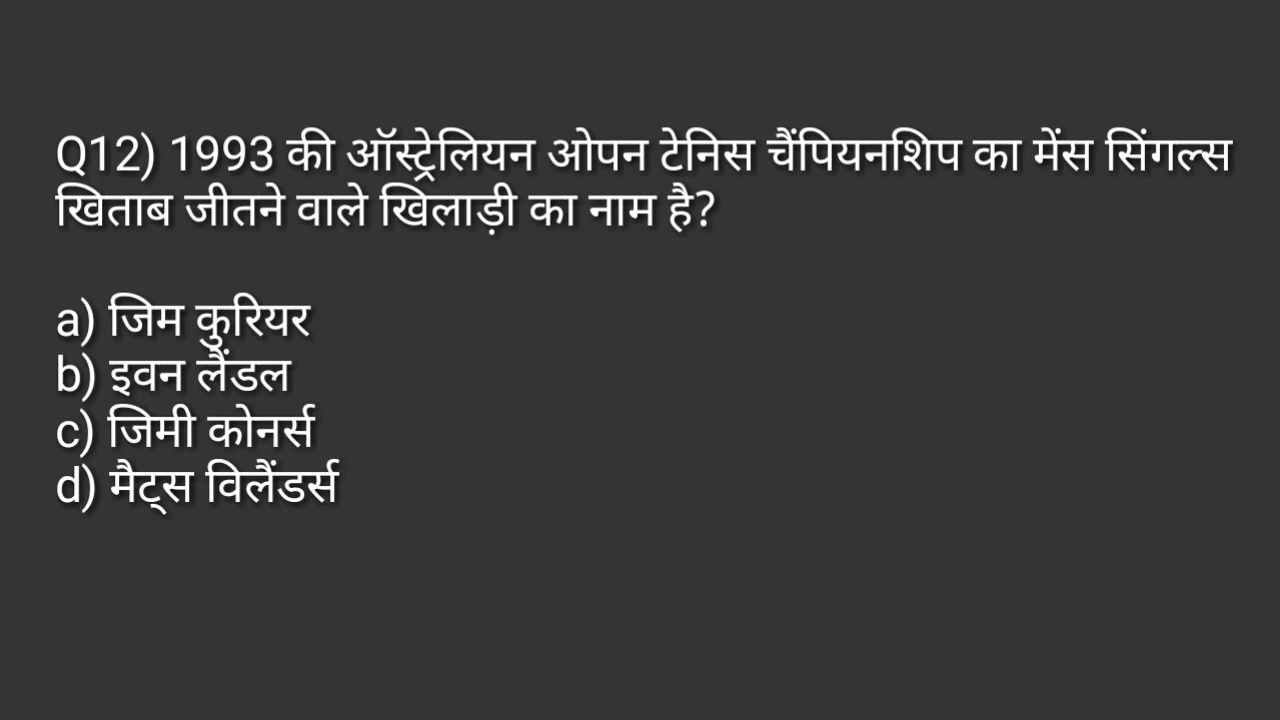 Q12) 1993 की ऑस्ट्रेलियन ओपन टेनिस चैंपियनशिप का मेंस सिंगल्स
खिताब जीतने वाले खिलाड़ी का नाम है?
a) जिम कुरियर
b) इवन लैंडल
c) जिमी कोनर्स
d) मैट्स विलैंडर्स